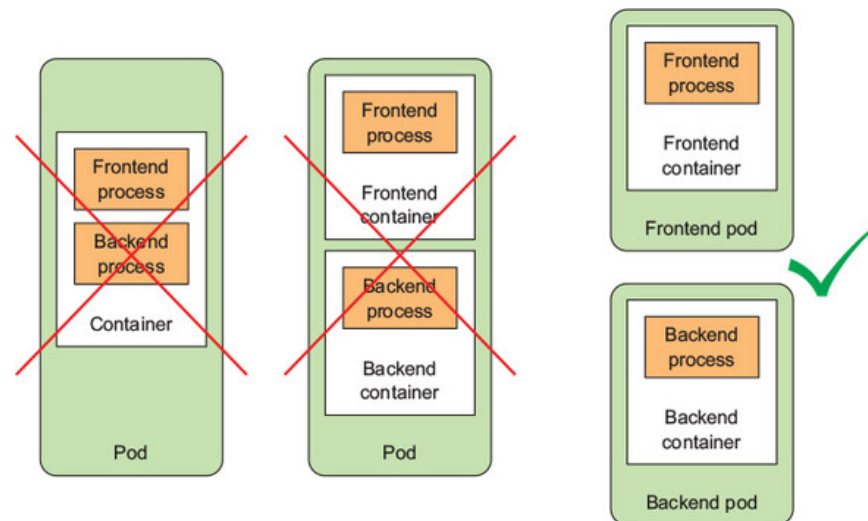 Frontend
process
Backend
process
Container
Pod
Frontend
process
Frontend
container
Backend
process
Backend
container
Pod
Frontend
process
Frontend
container
Frontend pod
Backend
process
Backend
container
Backend pod